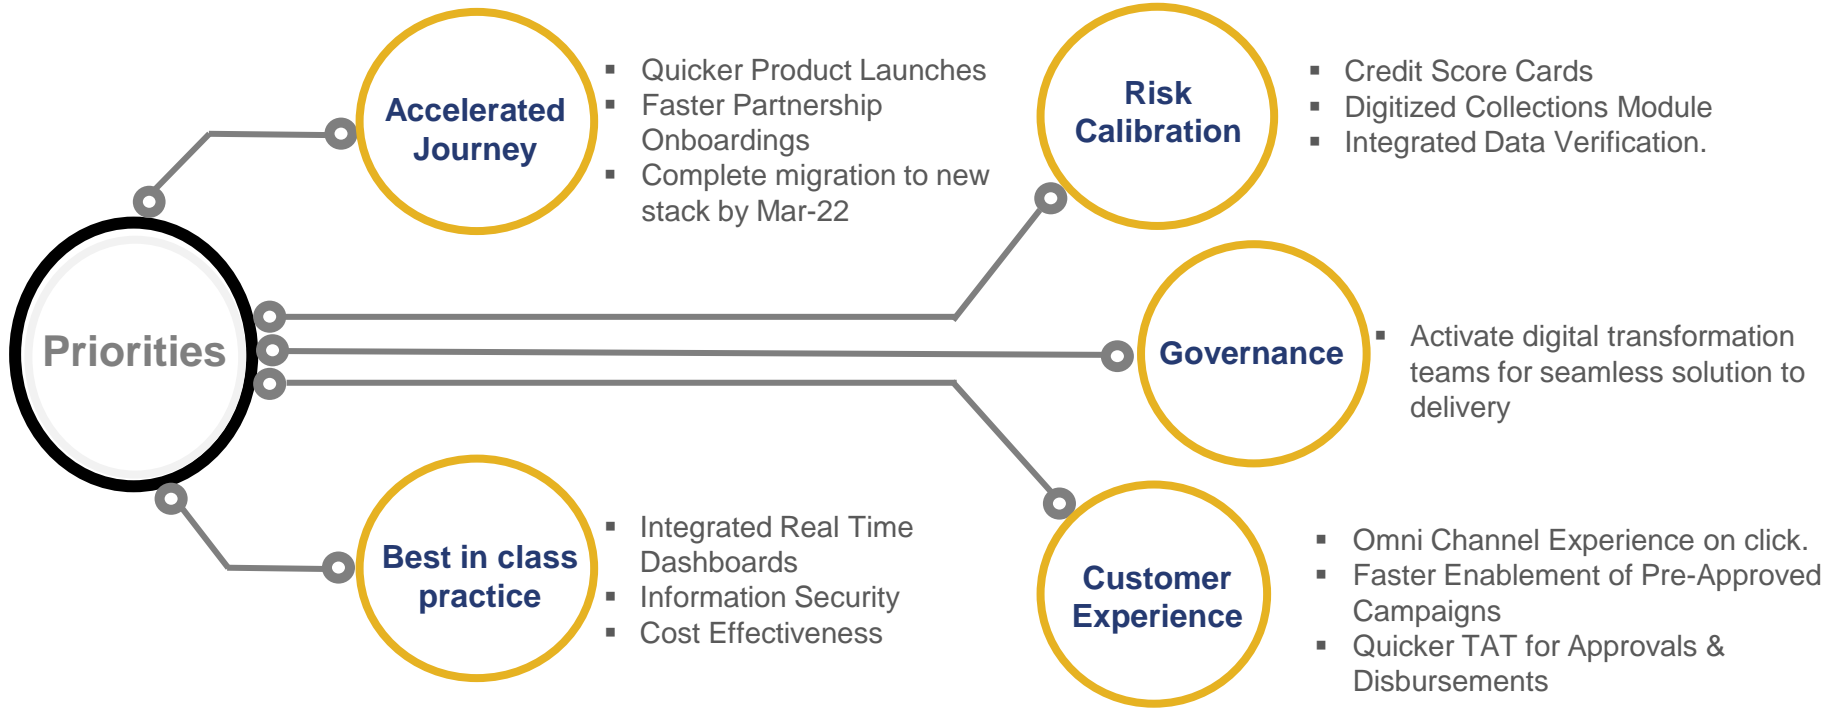 Priorities
Accelerated
Journey
▪ Quicker Product Launches
▪ Faster Partnership
Onboardings
▪ Complete migration to new
stack by Mar-22
Risk
Calibration
▪ Credit Score Cards
▪ Digitized Collections Module
▪ Integrated Data Verification.
Governance
▪ Activate digital transformation
teams for seamless solution to
delivery
Best in class
practice
▪ Integrated Real Time
Dashboards
▪ Information Security
▪ Cost Effectiveness
Customer
Experience
▪ Omni Channel Experience on click.
▪ Faster Enablement of Pre-Approved
Campaigns
▪ Quicker TAT for Approvals &
Disbursements